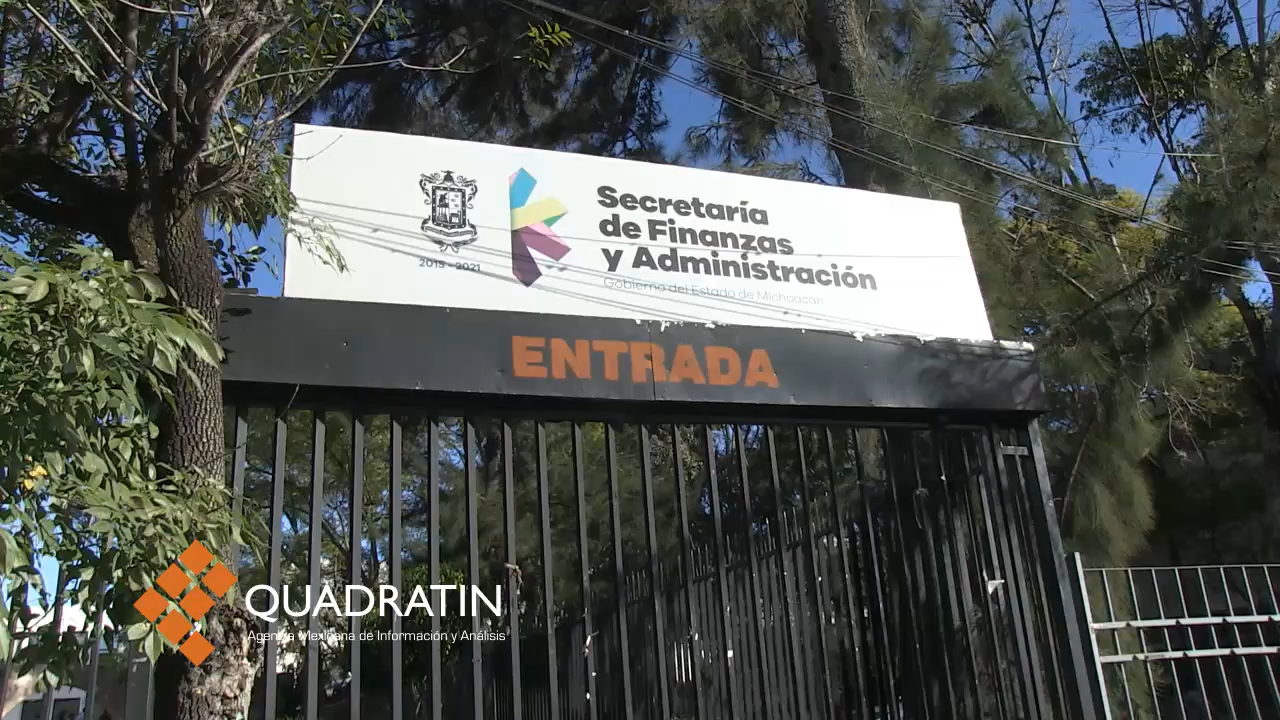 Secretaría
de Finanzas
y Administración
Gobierno del Estado de Michoacán
2015 - 2021
ENTRADA
QUADRATIN
Agencia Mexicana de Información y Análisis